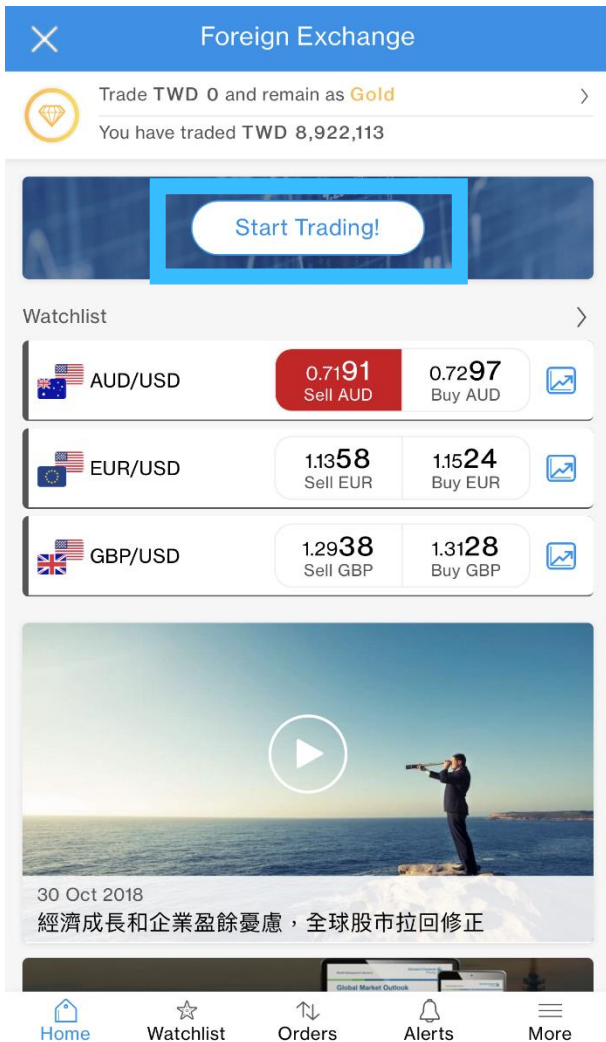 Foreign Exchange
Trade TWD 0 and remain as Gold
You have traded TWD 8,922,113
Start Trading!
Watchlist
AUD/USD
0.7191
Sell AUD
0.7297
Buy AUD
EUR/USD
1.1358
Sell EUR
1.1524
Buy EUR
GBP/USD
1.2938
Sell GBP
1.3128
Buy GBP
30 Oct 2018
經濟成長和企業盈餘憂慮，全球股市拉回修正
Global Market Outlook
Home
Watchlist
Orders
Alerts
More